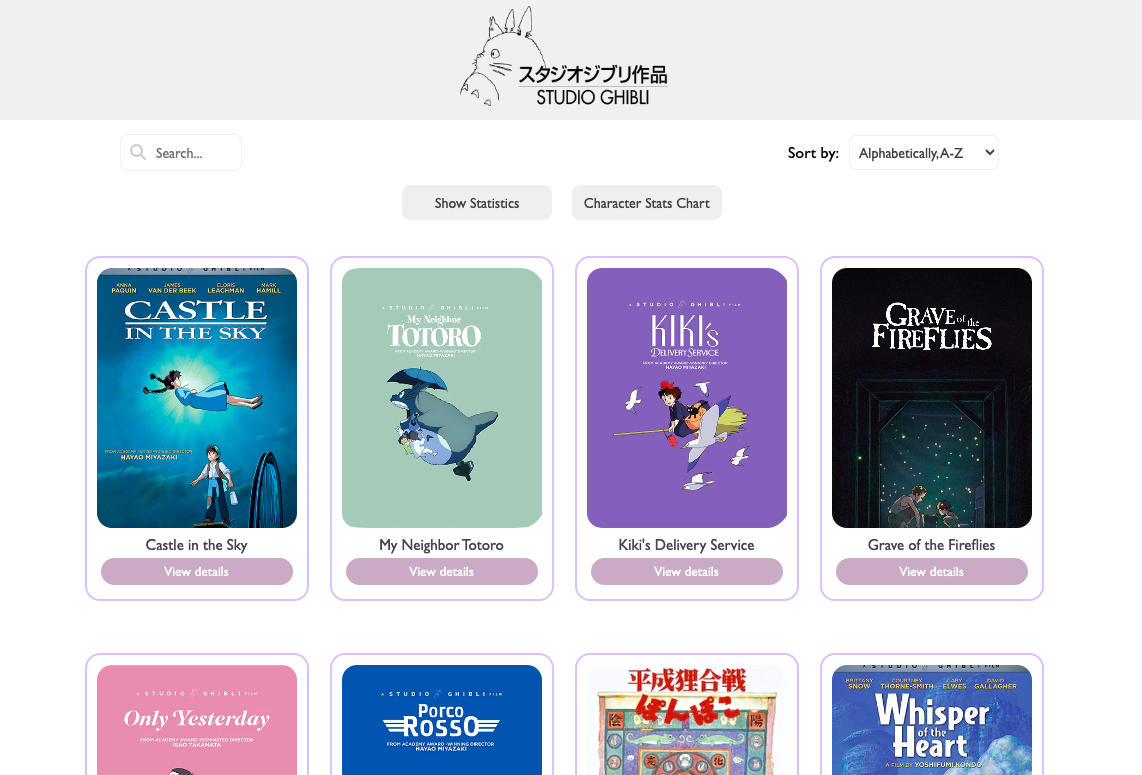 スタジオジブリ作品
STUDIO GHIBLI
Search...
Sort by:
Alphabetically, A-Z
Show Statistics
Character Stats Chart
A STUDIO GHIBLI FILM
ANNA PAQUIN
JAMES VAN DER BEEK
CLORIS LEACHMAN
MARK HAMILL
CASTLE
IN THE SKY
FROM ACADEMY AWARD-WINNING DIRECTOR
HAYAO MIYAZAKI
Castle in the Sky
View details
A STUDIO GHIBLI FILM
My Neighbor
TOTORO
FROM ACADEMY AWARD-WINNING DIRECTOR
HAYAO MIYAZAKI
My Neighbor Totoro
View details
A STUDIO GHIBLI FILM
KIKI's
DELIVERY SERVICE
FROM ACADEMY AWARD-WINNING DIRECTOR
HAYAO MIYAZAKI
Kiki's Delivery Service
View details
GRAVE of the
FIREFLIES
Grave of the Fireflies
View details
A STUDIO GHIBLI FILM
Only Yesterday
FROM ACADEMY AWARD-NOMINATED DIRECTOR
ISAO TAKAHATA
A STUDIO GHIBLI FILM
PORCO
ROSSO
FROM ACADEMY AWARD-WINNING DIRECTOR
HAYAO MIYAZAKI
平成狸合戦
ぽんぽこ
陰
陽
A STUDIO GHIBLI FILM
BRITTANY SNOW
COURTNEY THORNE-SMITH
CARY ELWES
DAVID GALLAGHER
Whisper
of the
Heart
A FILM BY YOSHIFUMI KONDO